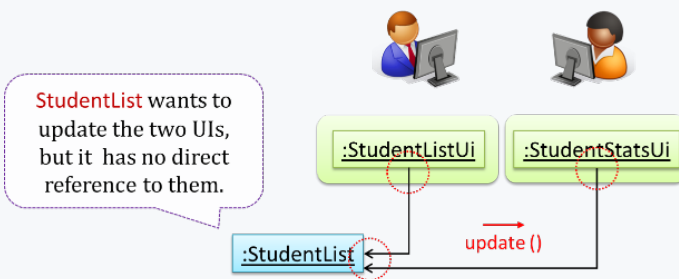 StudentList wants to
update the two UIs,
but it has no direct
reference to them.
:StudentListUi
:StudentStatsUi
update ()
:StudentList